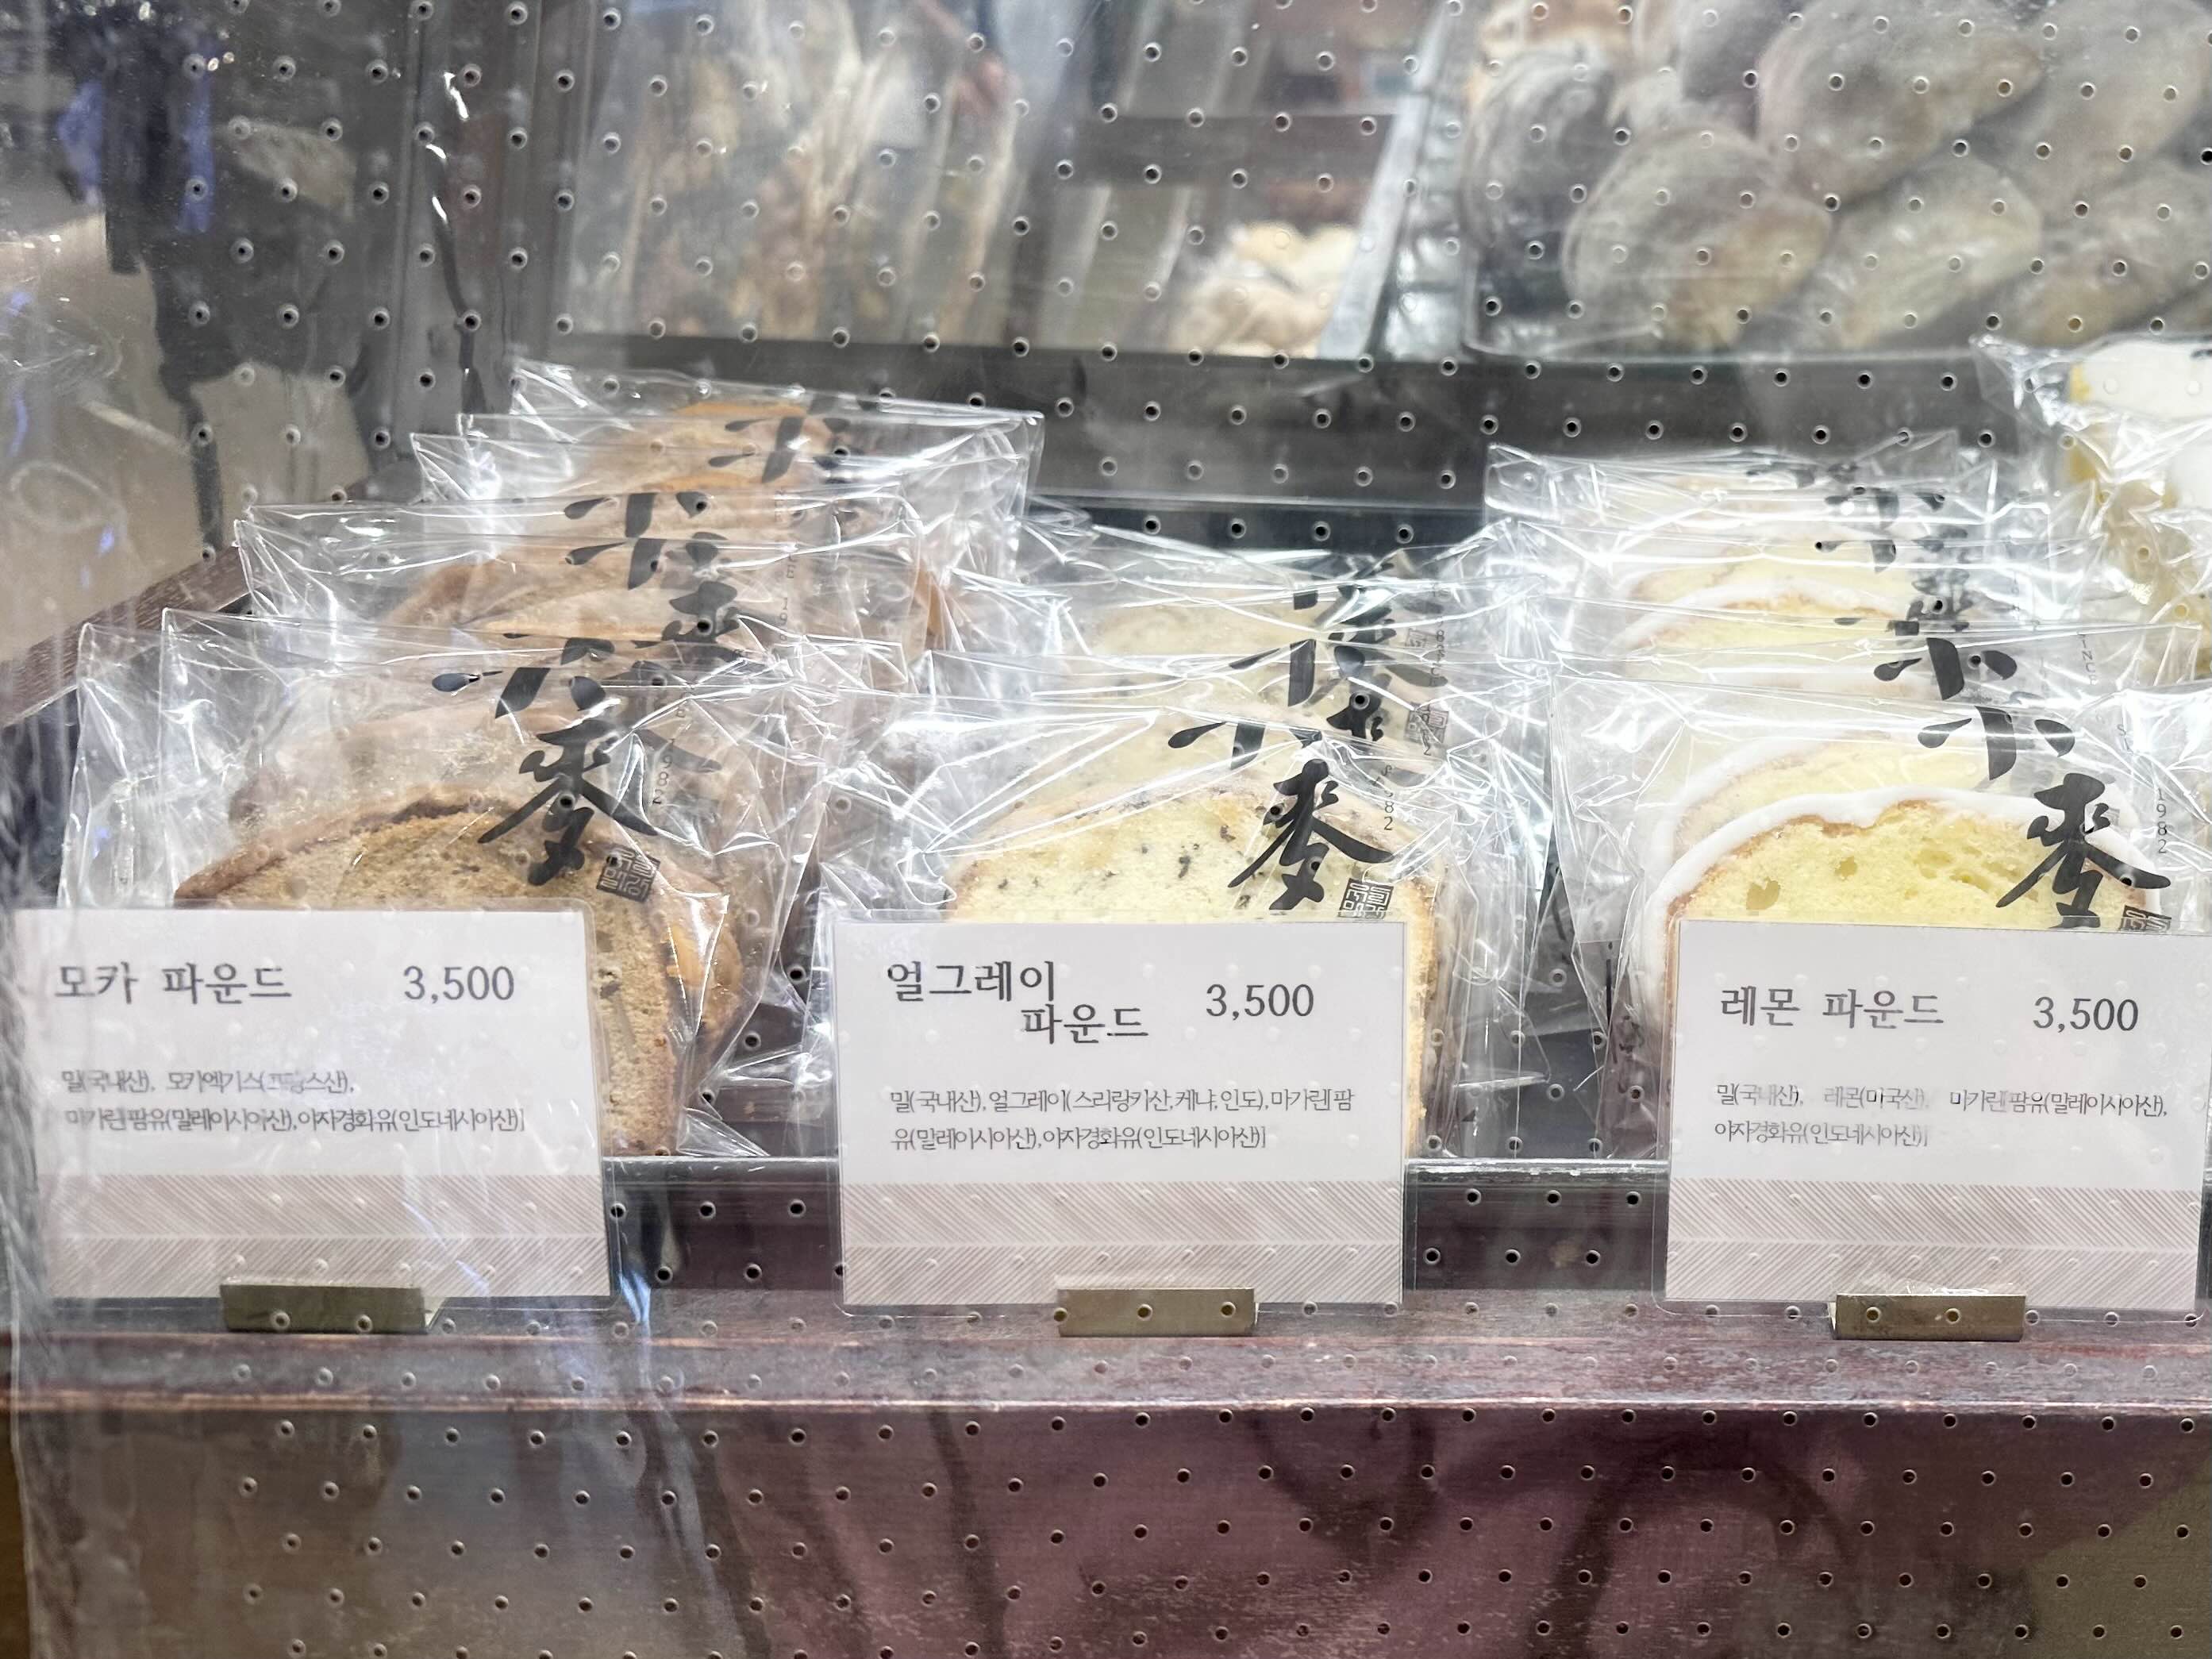 모카 파운드 3,500
밀(국내산), 모카엑기스(프랑스산),
마가린[팜유(말레이시아산),야자경화유(인도네시아산)]
얼그레이
파운드 3,500
밀(국내산),얼그레이(스리랑카산,케냐,인도),마가린[팜
유(말레이시아산),야자경화유(인도네시아산)]
레몬 파운드 3,500
밀(국내산), 레몬(미국산), 마가린[팜유(말레이시아산),
야자경화유(인도네시아산)]
麥
1982
麥
1982
麥
1982